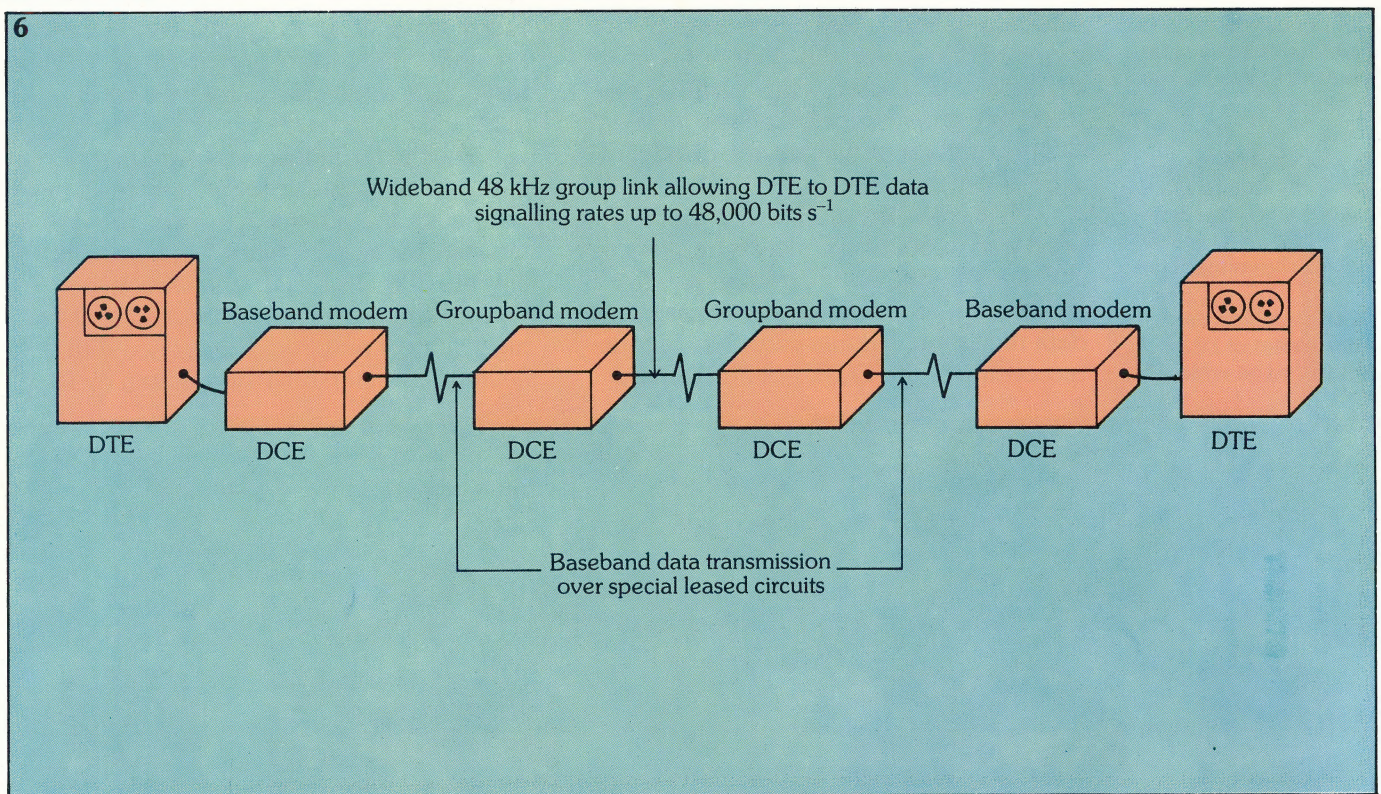 6
Wideband 48 kHz group link allowing DTE to DTE data
signalling rates up to 48,000 bits s⁻¹
Baseband modem
Groupband modem
Groupband modem
Baseband modem
DTE
DCE
DCE
DCE
DCE
DTE
Baseband data transmission
over special leased circuits